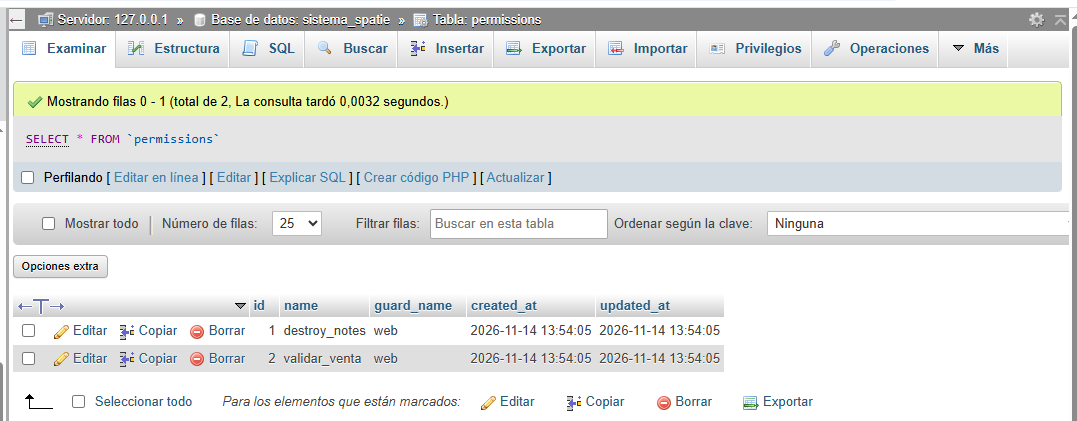 Servidor: 127.0.0.1 » Base de datos: sistema_spatie » Tabla: permissions
Examinar Estructura SQL Buscar Insertar Exportar Importar Privilegios Operaciones Más
Mostrando filas 0 - 1 (total de 2, La consulta tardó 0,0032 segundos.)
SELECT * FROM `permissions`
Perfilando [ Editar en línea ] [ Editar ] [ Explicar SQL ] [ Crear código PHP ] [ Actualizar ]
Mostrar todo Número de filas: 25 Filtrar filas: Buscar en esta tabla Ordenar según la clave: Ninguna
Opciones extra
←T→ id name guard_name created_at updated_at
Editar Copiar Borrar 1 destroy_notes web 2026-11-14 13:54:05 2026-11-14 13:54:05
Editar Copiar Borrar 2 validar_venta web 2026-11-14 13:54:05 2026-11-14 13:54:05
Seleccionar todo Para los elementos que están marcados: Editar Copiar Borrar Exportar